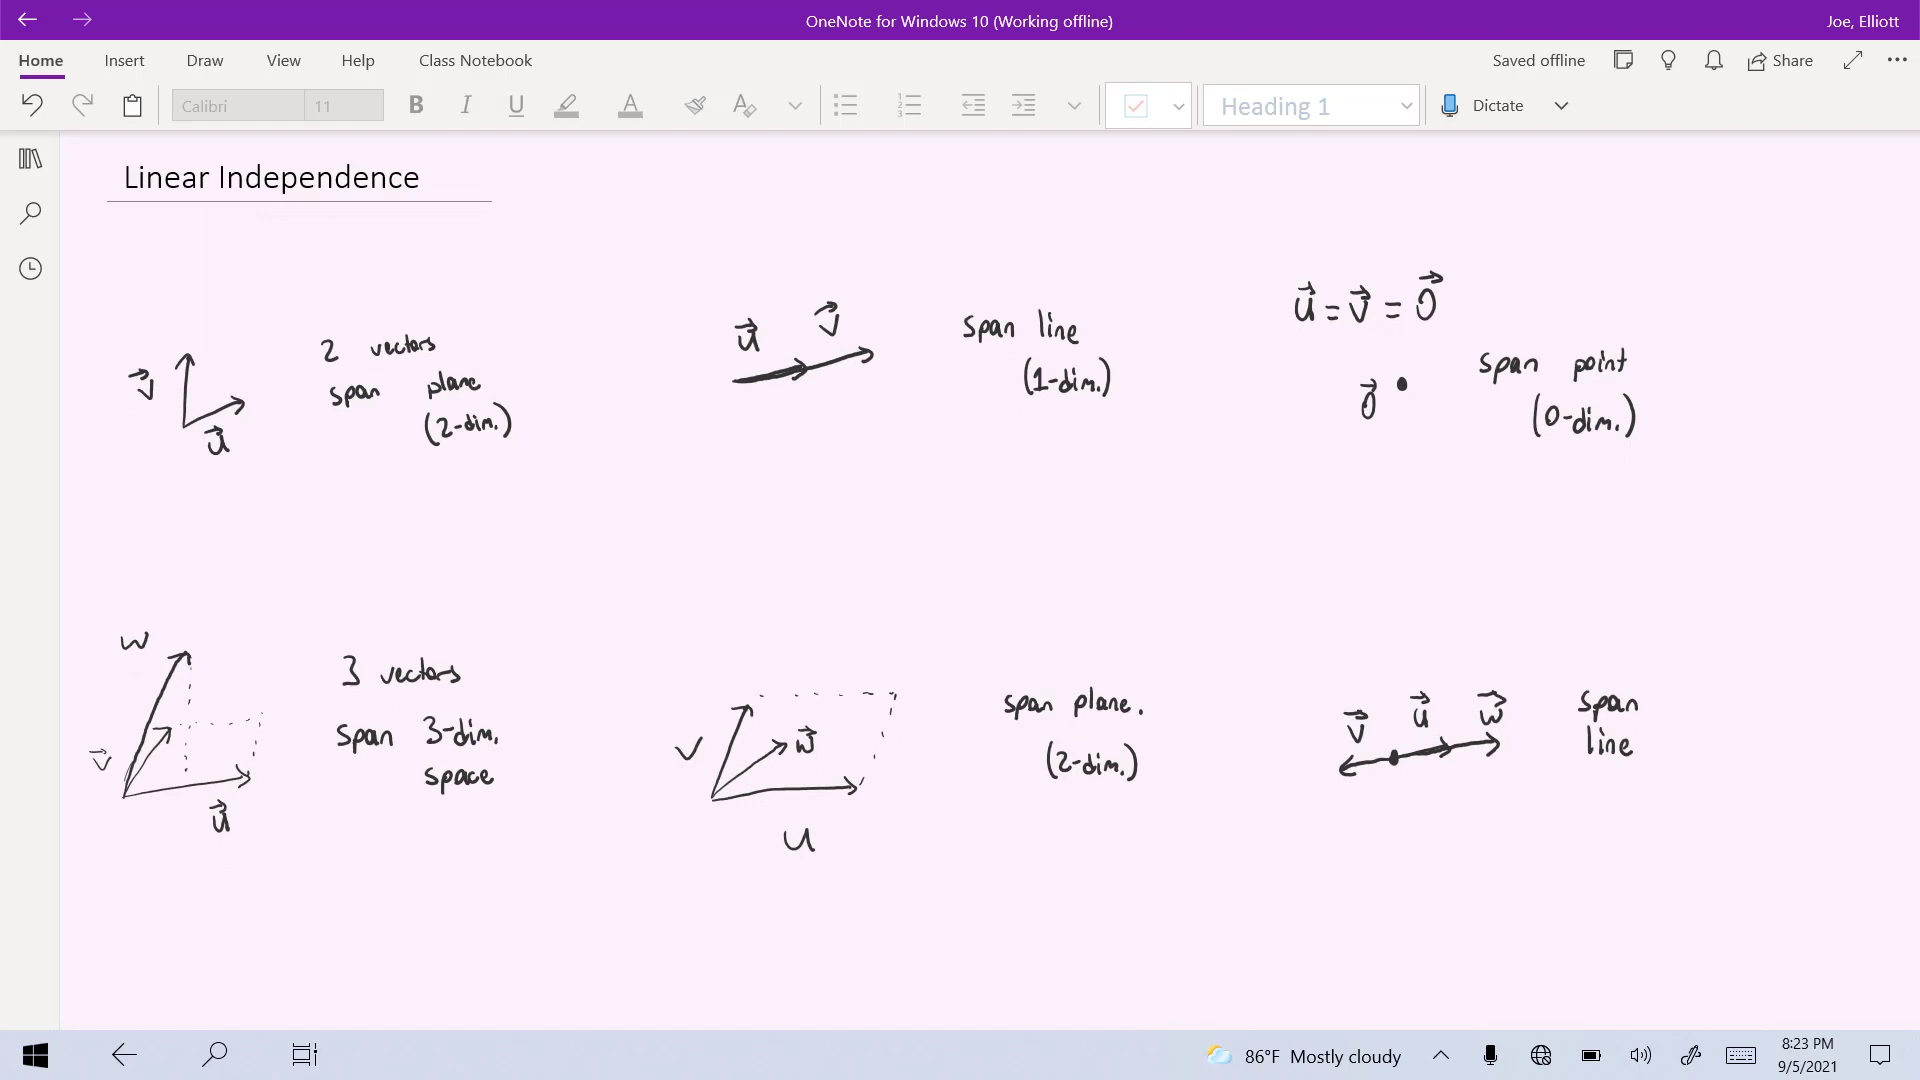 OneNote for Windows 10 (Working offline)
Joe, Elliott
Home Insert Draw View Help Class Notebook
Saved offline
Share
Calibri 11
B I U A A
Heading 1
Dictate
Linear Independence
v⃗
u⃗
2 vectors
span plane
(2-dim.)
u⃗ v⃗
span line
(1-dim.)
u⃗ = v⃗ = 0⃗
0⃗
span point
(0-dim.)
w
v⃗
u⃗
3 vectors
span 3-dim.
space
v
w⃗
u
span plane.
(2-dim.)
v⃗ u⃗ w⃗
span
line
86°F Mostly cloudy
8:23 PM
9/5/2021